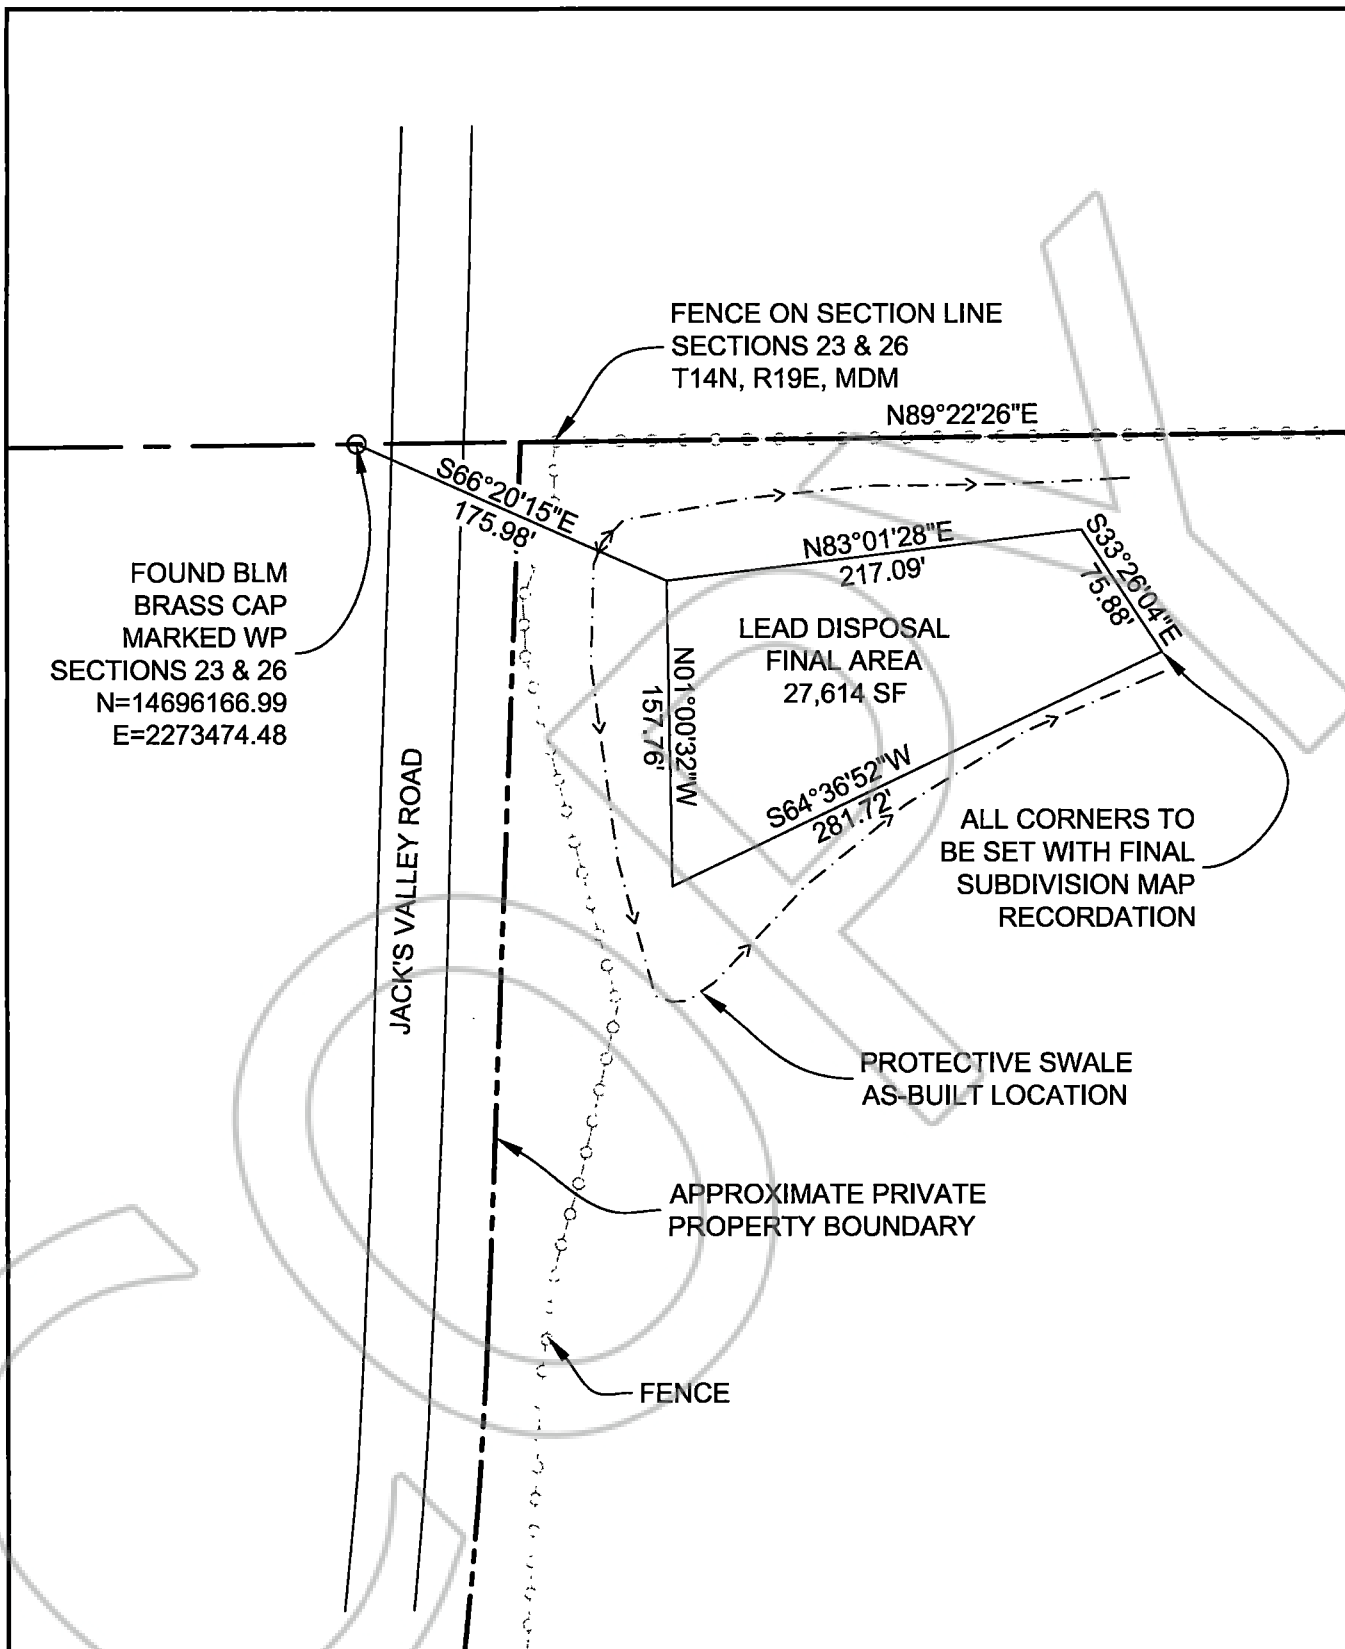 FENCE ON SECTION LINE
SECTIONS 23 & 26
T14N, R19E, MDM
N89°22'26"E
S66°20'15"E
175.98'
N83°01'28"E
217.09'
S33°26'04"E
75.88'
FOUND BLM
BRASS CAP
MARKED WP
SECTIONS 23 & 26
N=14696166.99
E=2273474.48
LEAD DISPOSAL
FINAL AREA
27,614 SF
N01°00'32"W
157.76'
S64°36'52"W
281.72'
JACK'S VALLEY ROAD
ALL CORNERS TO
BE SET WITH FINAL
SUBDIVISION MAP
RECORDATION
PROTECTIVE SWALE
AS-BUILT LOCATION
APPROXIMATE PRIVATE
PROPERTY BOUNDARY
FENCE
COPY